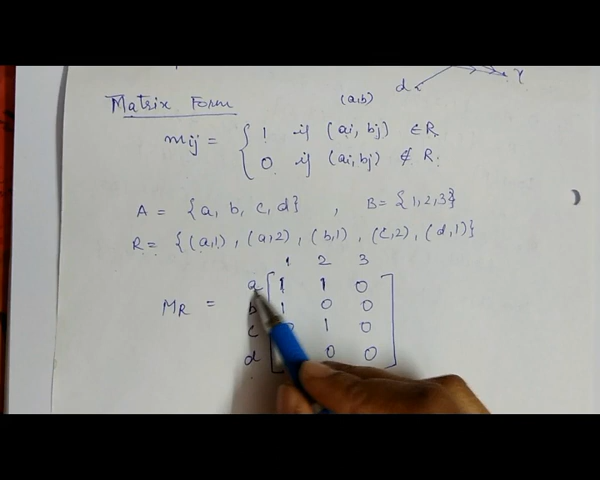 d x
Matrix Form (a,b)
mij = { 1 if (ai, bj) ∈ R.
0 if (ai, bj) ∉ R.
A = {a, b, c, d} , B = {1,2,3}
R = {(a,1), (a,2), (b,1), (c,2), (d,1)}
1 2 3
MR = a [ 1 1 0 ]
b 1 0 0
c 1 0
d 0 0